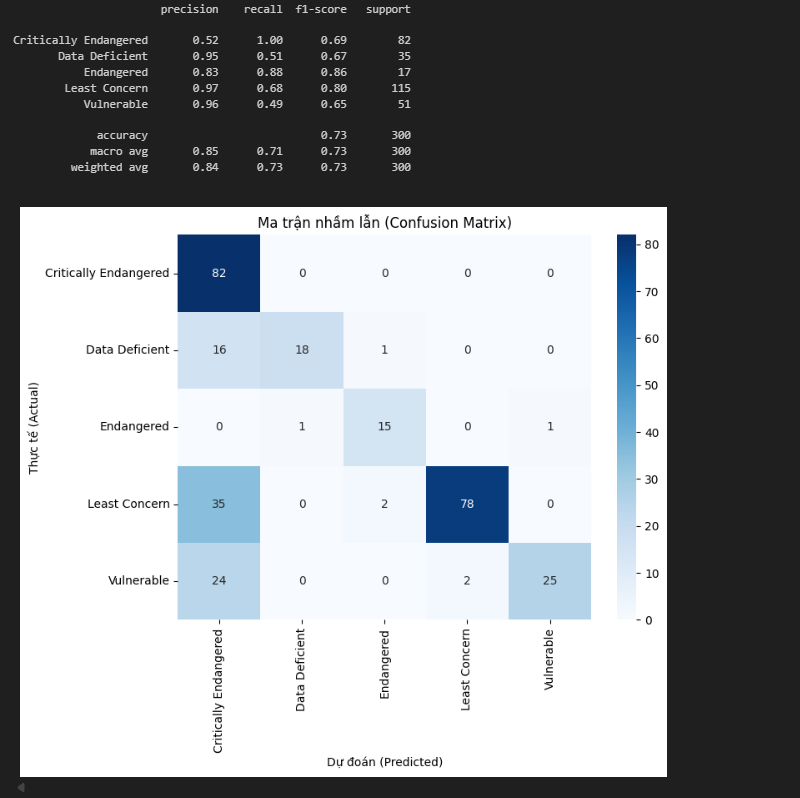 precision recall f1-score support
Critically Endangered 0.52 1.00 0.69 82
Data Deficient 0.95 0.51 0.67 35
Endangered 0.83 0.88 0.86 17
Least Concern 0.97 0.68 0.80 115
Vulnerable 0.96 0.49 0.65 51
accuracy 0.73 300
macro avg 0.85 0.71 0.73 300
weighted avg 0.84 0.73 0.73 300
Ma trận nhầm lẫn (Confusion Matrix)
Thực tế (Actual)
Critically Endangered 82 0 0 0 0
Data Deficient 16 18 1 0 0
Endangered 0 1 15 0 1
Least Concern 35 0 2 78 0
Vulnerable 24 0 0 2 25
Critically Endangered
Data Deficient
Endangered
Least Concern
Vulnerable
Dự đoán (Predicted)
80
70
60
50
40
30
20
10
0